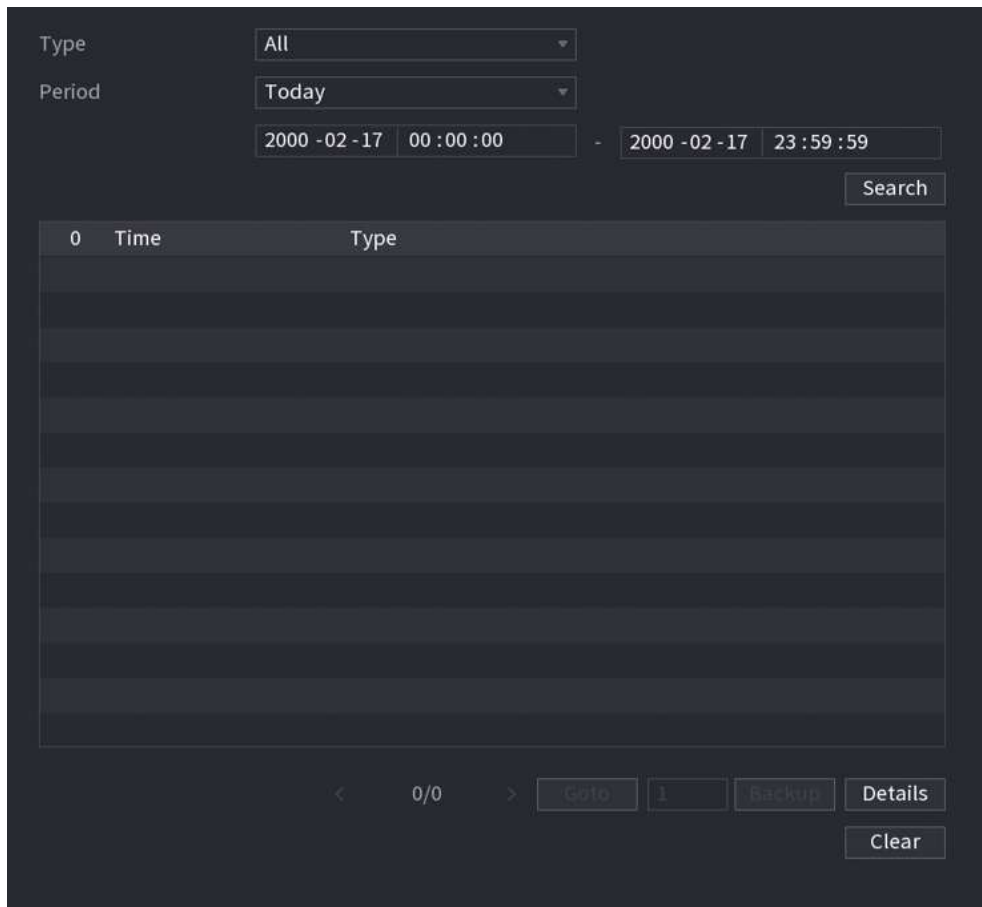 Type All
Period Today
2000 -02 -17 00 : 00 : 00 - 2000 -02 -17 23 : 59 : 59
Search
0 Time Type
< 0/0 > Goto 1 Backup Details
Clear